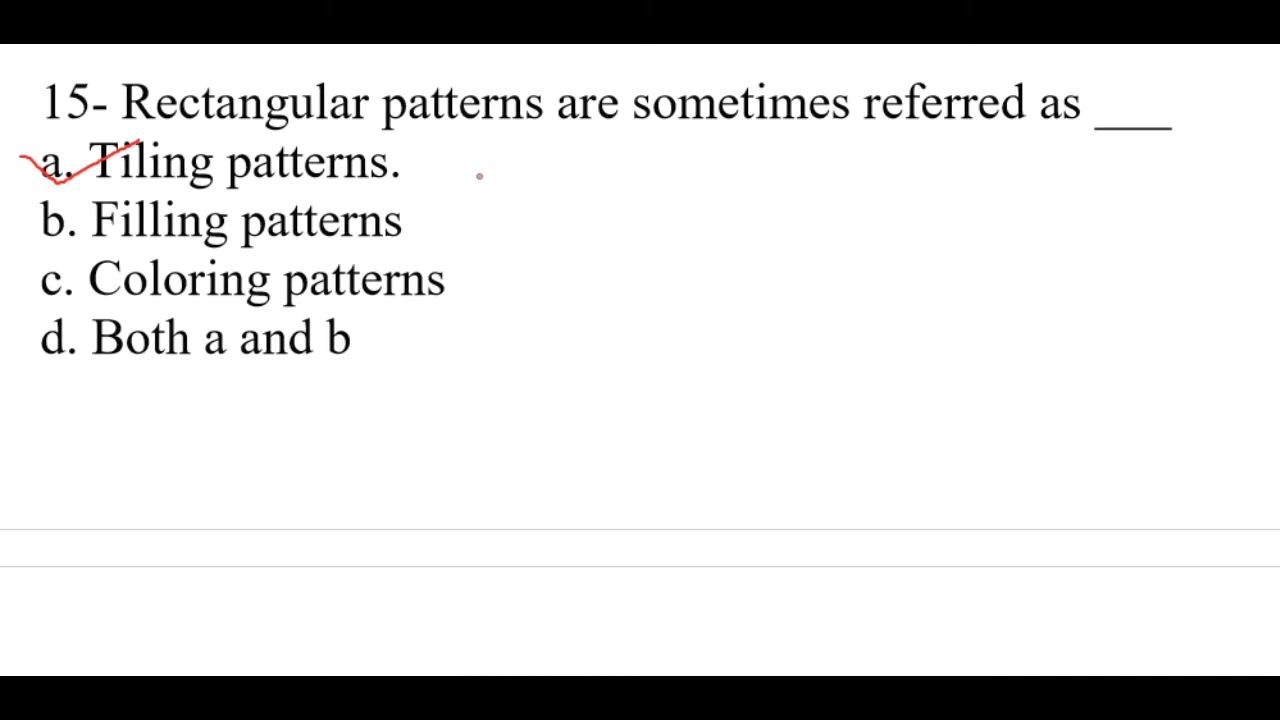 15- Rectangular patterns are sometimes referred as ___
a. Tiling patterns.
b. Filling patterns
c. Coloring patterns
d. Both a and b